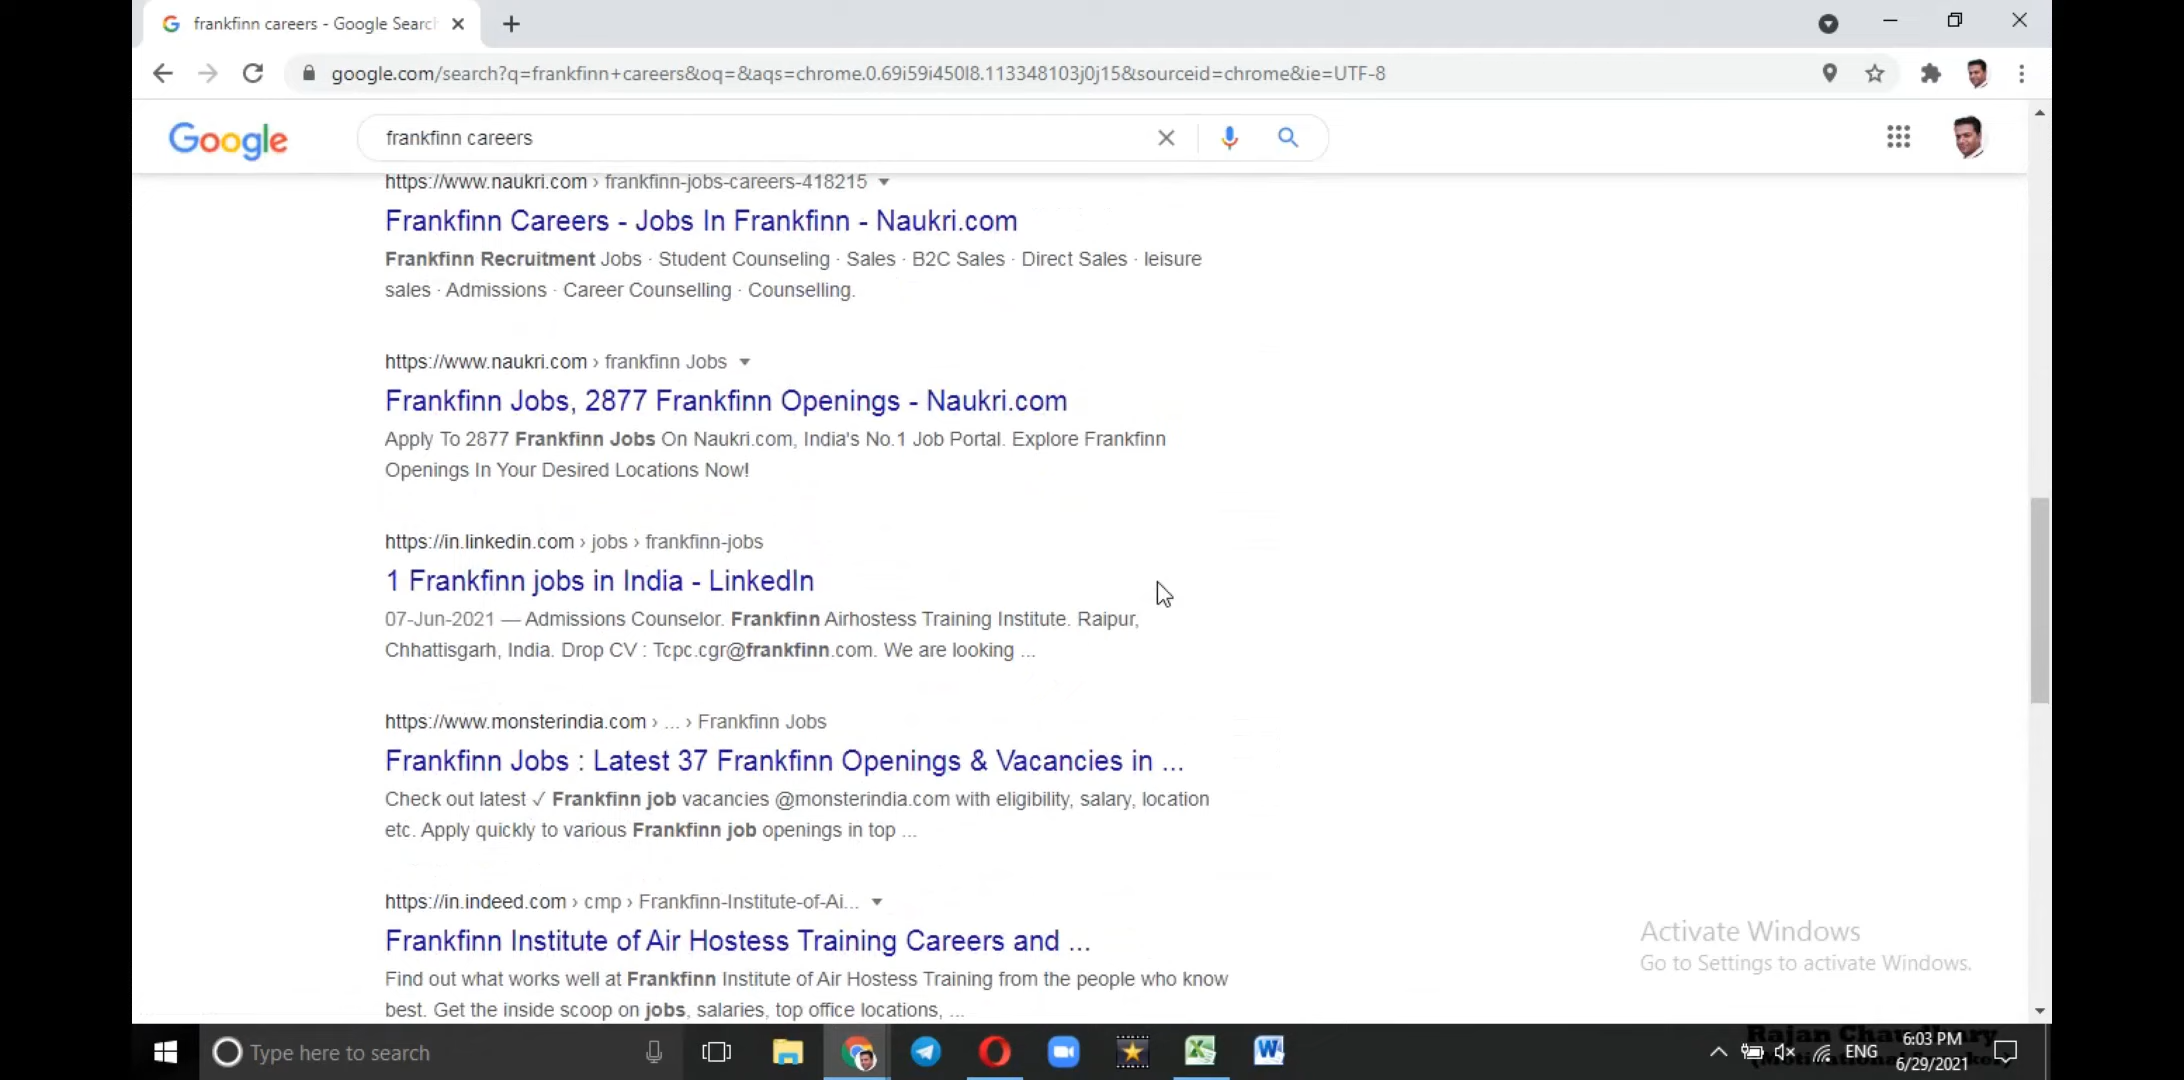 frankfinn careers - Google Search
google.com/search?q=frankfinn+careers&oq=&aqs=chrome.0.69i59i450l8.113348103j0j15&sourceid=chrome&ie=UTF-8
Google
frankfinn careers
https://www.naukri.com › frankfinn-jobs-careers-418215
Frankfinn Careers - Jobs In Frankfinn - Naukri.com
Frankfinn Recruitment Jobs · Student Counseling · Sales · B2C Sales · Direct Sales · leisure
sales · Admissions · Career Counselling · Counselling.
https://www.naukri.com › frankfinn Jobs
Frankfinn Jobs, 2877 Frankfinn Openings - Naukri.com
Apply To 2877 Frankfinn Jobs On Naukri.com, India's No.1 Job Portal. Explore Frankfinn
Openings In Your Desired Locations Now!
https://in.linkedin.com › jobs › frankfinn-jobs
1 Frankfinn jobs in India - LinkedIn
07-Jun-2021 — Admissions Counselor. Frankfinn Airhostess Training Institute. Raipur,
Chhattisgarh, India. Drop CV : Tcpc.cgr@frankfinn.com. We are looking ...
https://www.monsterindia.com › ... › Frankfinn Jobs
Frankfinn Jobs : Latest 37 Frankfinn Openings & Vacancies in ...
Check out latest ✓ Frankfinn job vacancies @monsterindia.com with eligibility, salary, location
etc. Apply quickly to various Frankfinn job openings in top ...
https://in.indeed.com › cmp › Frankfinn-Institute-of-Ai...
Frankfinn Institute of Air Hostess Training Careers and ...
Find out what works well at Frankfinn Institute of Air Hostess Training from the people who know
best. Get the inside scoop on jobs, salaries, top office locations, ...
Activate Windows
Go to Settings to activate Windows.
Type here to search
Rajan Chaudhary
(Motivational Speaker)
ENG
6:03 PM
6/29/2021